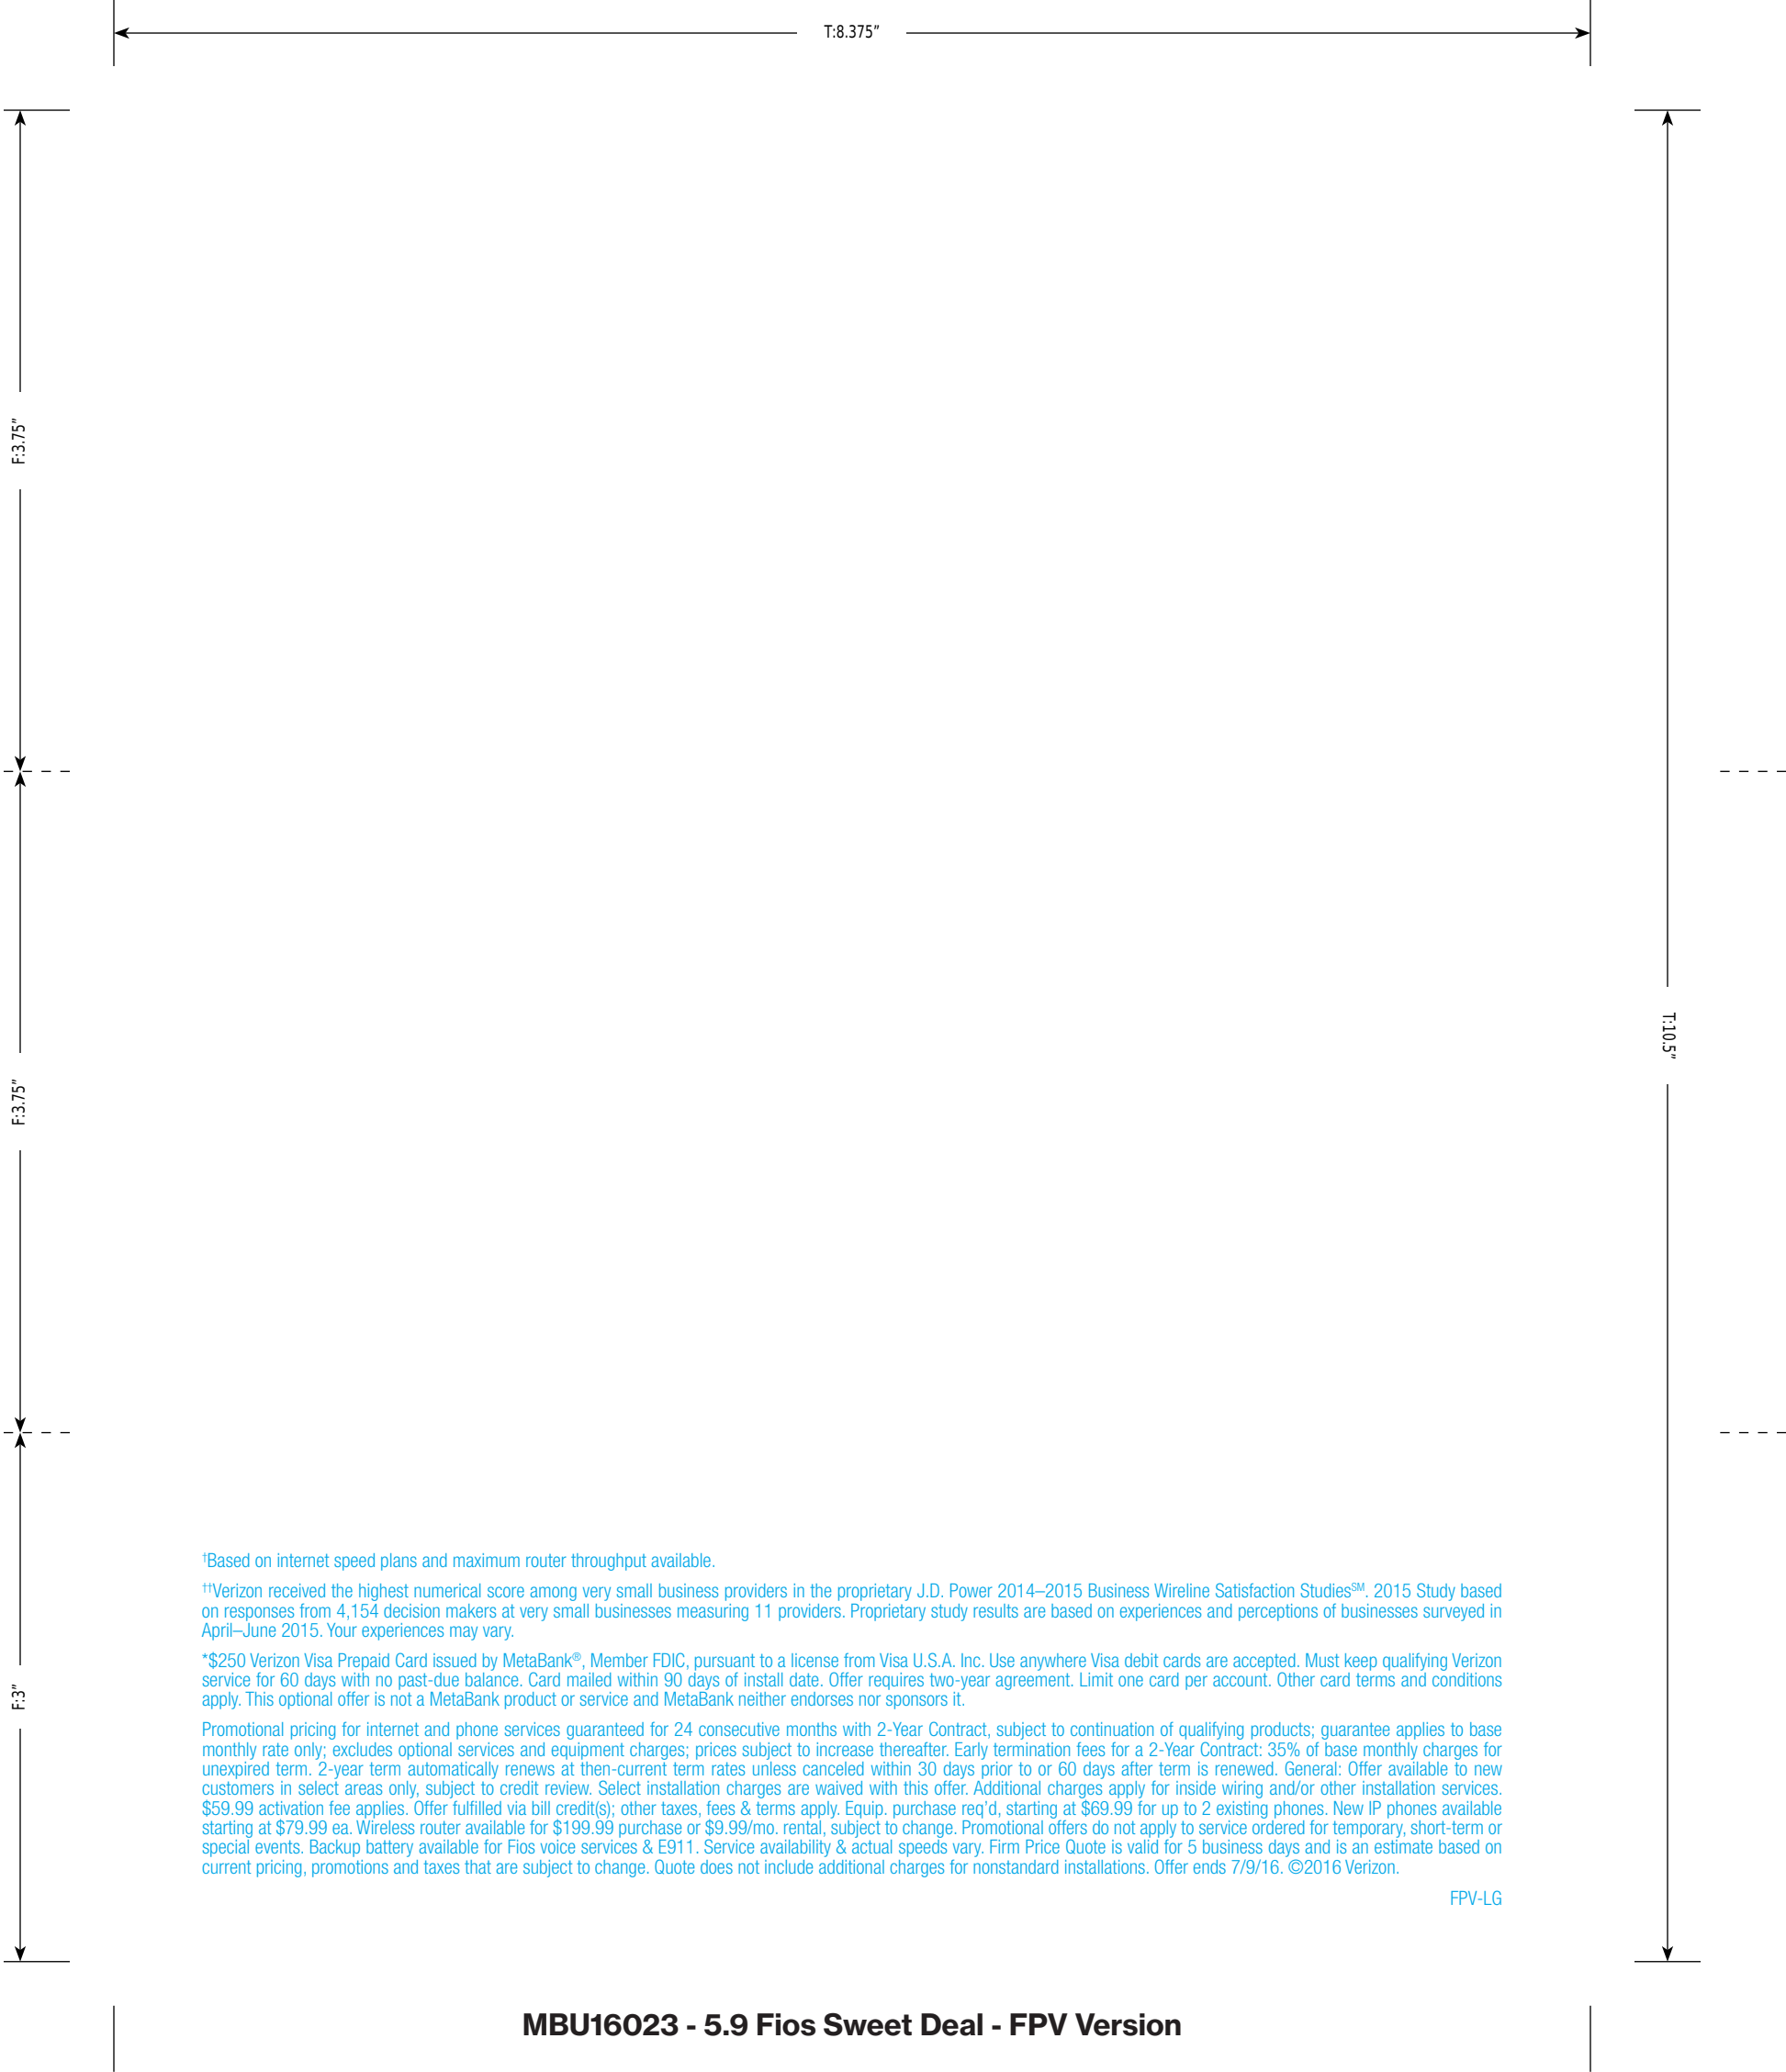 T:8.375”
F:3.75”
F:3.75”
T:10.5”
F:3”
†Based on internet speed plans and maximum router throughput available.
††Verizon received the highest numerical score among very small business providers in the proprietary J.D. Power 2014–2015 Business Wireline Satisfaction StudiesSM. 2015 Study based
on responses from 4,154 decision makers at very small businesses measuring 11 providers. Proprietary study results are based on experiences and perceptions of businesses surveyed in
April–June 2015. Your experiences may vary.
*$250 Verizon Visa Prepaid Card issued by MetaBank®, Member FDIC, pursuant to a license from Visa U.S.A. Inc. Use anywhere Visa debit cards are accepted. Must keep qualifying Verizon
service for 60 days with no past-due balance. Card mailed within 90 days of install date. Offer requires two-year agreement. Limit one card per account. Other card terms and conditions
apply. This optional offer is not a MetaBank product or service and MetaBank neither endorses nor sponsors it.
Promotional pricing for internet and phone services guaranteed for 24 consecutive months with 2-Year Contract, subject to continuation of qualifying products; guarantee applies to base
monthly rate only; excludes optional services and equipment charges; prices subject to increase thereafter. Early termination fees for a 2-Year Contract: 35% of base monthly charges for
unexpired term. 2-year term automatically renews at then-current term rates unless canceled within 30 days prior to or 60 days after term is renewed. General: Offer available to new
customers in select areas only, subject to credit review. Select installation charges are waived with this offer. Additional charges apply for inside wiring and/or other installation services.
$59.99 activation fee applies. Offer fulfilled via bill credit(s); other taxes, fees & terms apply. Equip. purchase req’d, starting at $69.99 for up to 2 existing phones. New IP phones available
starting at $79.99 ea. Wireless router available for $199.99 purchase or $9.99/mo. rental, subject to change. Promotional offers do not apply to service ordered for temporary, short-term or
special events. Backup battery available for Fios voice services & E911. Service availability & actual speeds vary. Firm Price Quote is valid for 5 business days and is an estimate based on
current pricing, promotions and taxes that are subject to change. Quote does not include additional charges for nonstandard installations. Offer ends 7/9/16. ©2016 Verizon.
FPV-LG
MBU16023 - 5.9 Fios Sweet Deal - FPV Version